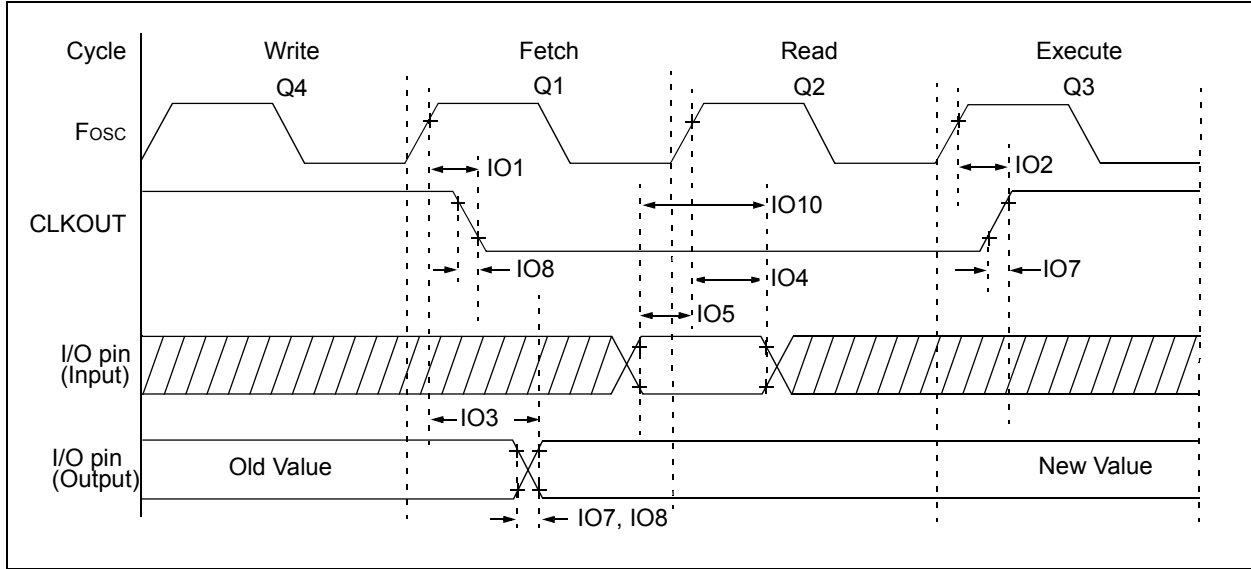 Cycle Write Fetch Read Execute
Q4 Q1 Q2 Q3
Fosc
IO1 IO2
IO10
CLKOUT
IO8 IO4 IO7
IO5
I/O pin
(Input)
IO3
I/O pin
(Output)
Old Value New Value
IO7, IO8